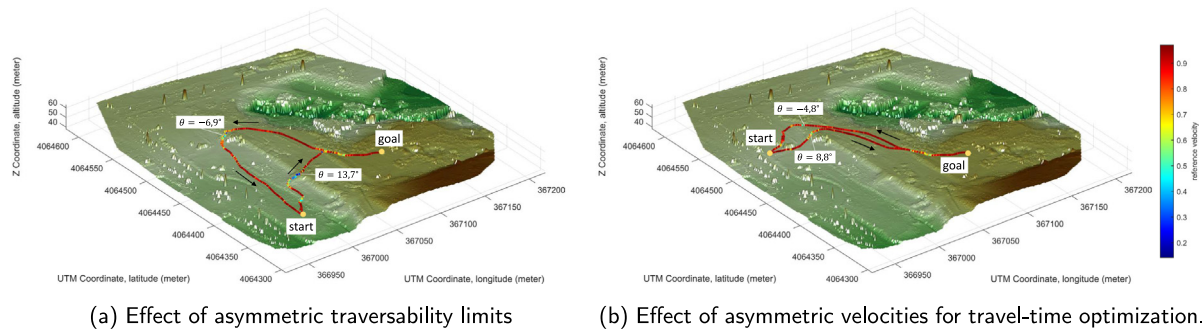 Z Coordinate, altitude (meter)
60
50
40
4064600
4064550
4064500
4064450
4064400
4064350
4064300
UTM Coordinate, latitude (meter)
366950
367000
367050
367100
367150
367200
UTM Coordinate, longitude (meter)
θ = −6,9°
goal
θ = 13,7°
start
(a) Effect of asymmetric traversability limits
Z Coordinate, altitude (meter)
60
50
40
4064600
4064550
4064500
4064450
4064400
4064350
4064300
UTM Coordinate, latitude (meter)
366950
367000
367050
367100
367150
367200
UTM Coordinate, longitude (meter)
θ = −4,8°
start
θ = 8,8°
goal
0.9
0.8
0.7
0.6
0.5
0.4
0.3
0.2
reference velocity
(b) Effect of asymmetric velocities for travel-time optimization